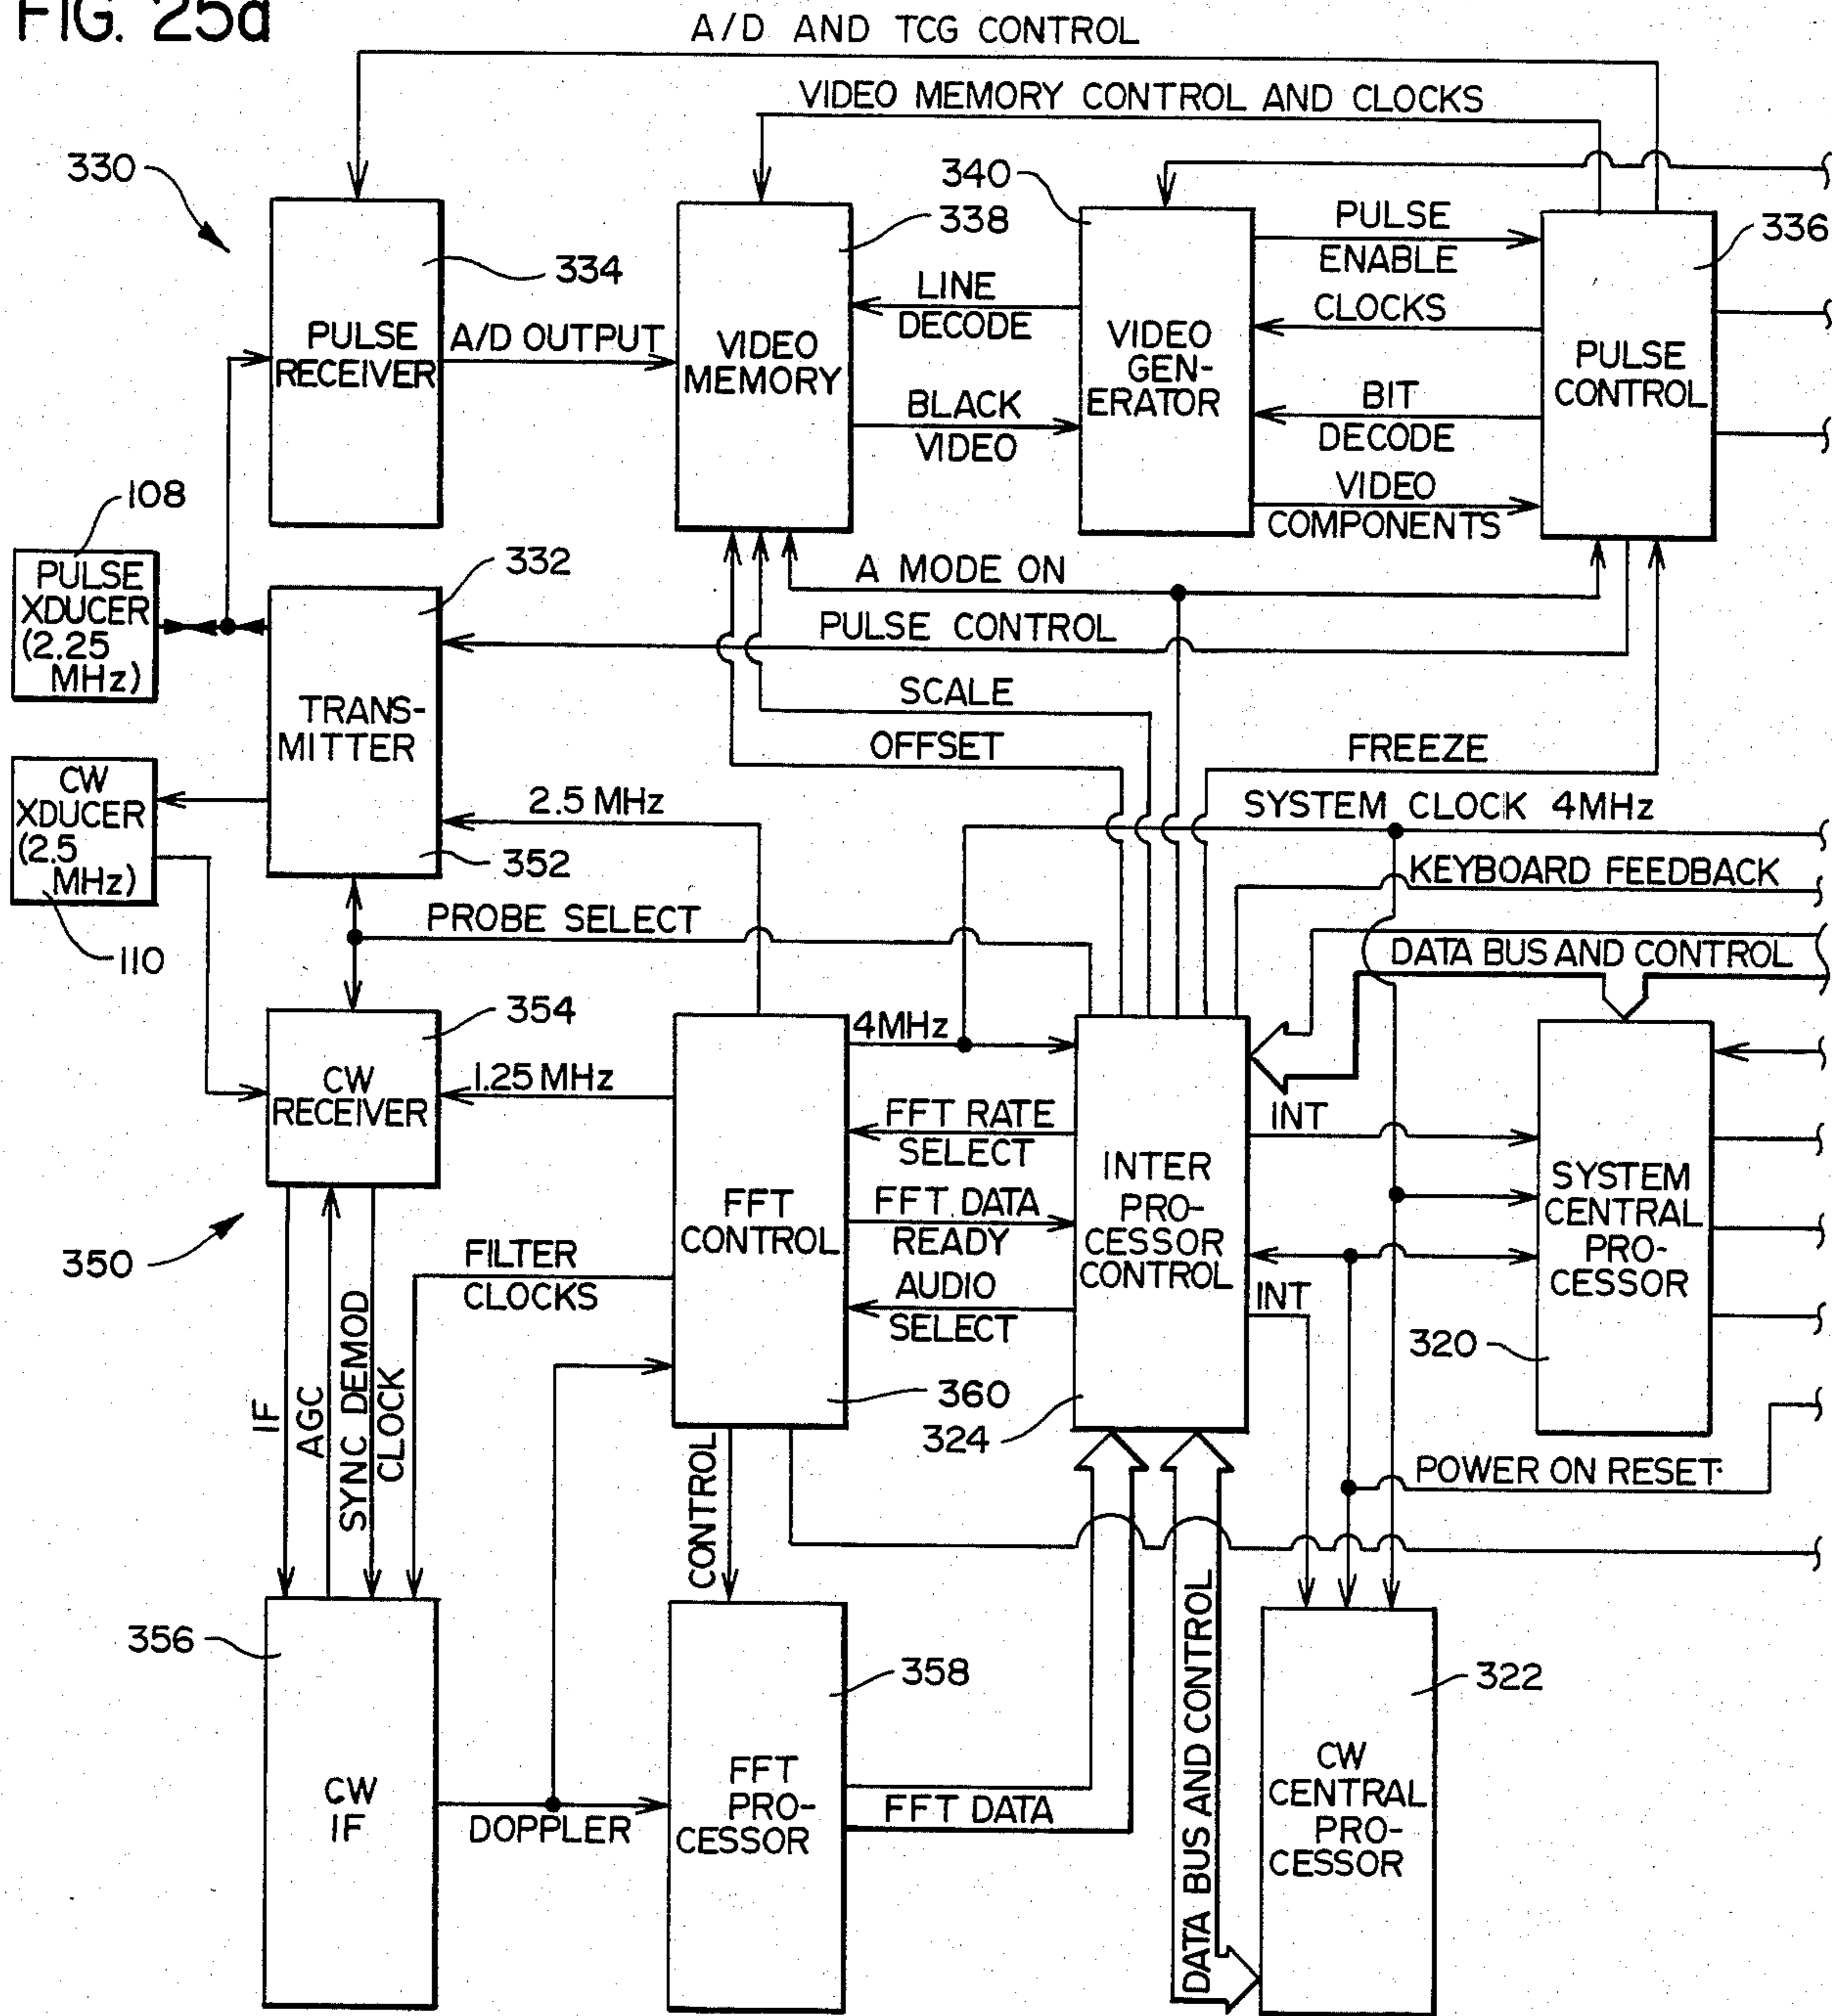 FIG. 25a
A/D AND TCG CONTROL
VIDEO MEMORY CONTROL AND CLOCKS
330
340
338
336
334
PULSE
ENABLE
LINE
DECODE
CLOCKS
PULSE
RECEIVER
A/D OUTPUT
VIDEO
MEMORY
VIDEO
GEN-
ERATOR
PULSE
CONTROL
BLACK
VIDEO
BIT
DECODE
VIDEO
COMPONENTS
108
PULSE
XDUCER
(2.25
MHz)
332
A MODE ON
PULSE CONTROL
TRANS-
MITTER
SCALE
OFFSET
FREEZE
CW
XDUCER
(2.5
MHz)
2.5 MHz
SYSTEM CLOCK 4MHz
352
KEYBOARD FEEDBACK
PROBE SELECT
110
DATA BUS AND CONTROL
354
4MHz
CW
RECEIVER
1.25 MHz
FFT RATE
SELECT
INT
FFT
CONTROL
FFT DATA
READY
INTER
PRO-
CESSOR
CONTROL
SYSTEM
CENTRAL
PRO-
CESSOR
350
FILTER
CLOCKS
AUDIO
SELECT
INT
320
360
324
IF
AGC
SYNC DEMOD
CLOCK
CONTROL
POWER ON RESET
356
358
322
DATA BUS AND CONTROL
CW
IF
DOPPLER
FFT
PRO-
CESSOR
FFT DATA
CW
CENTRAL
PRO-
CESSOR